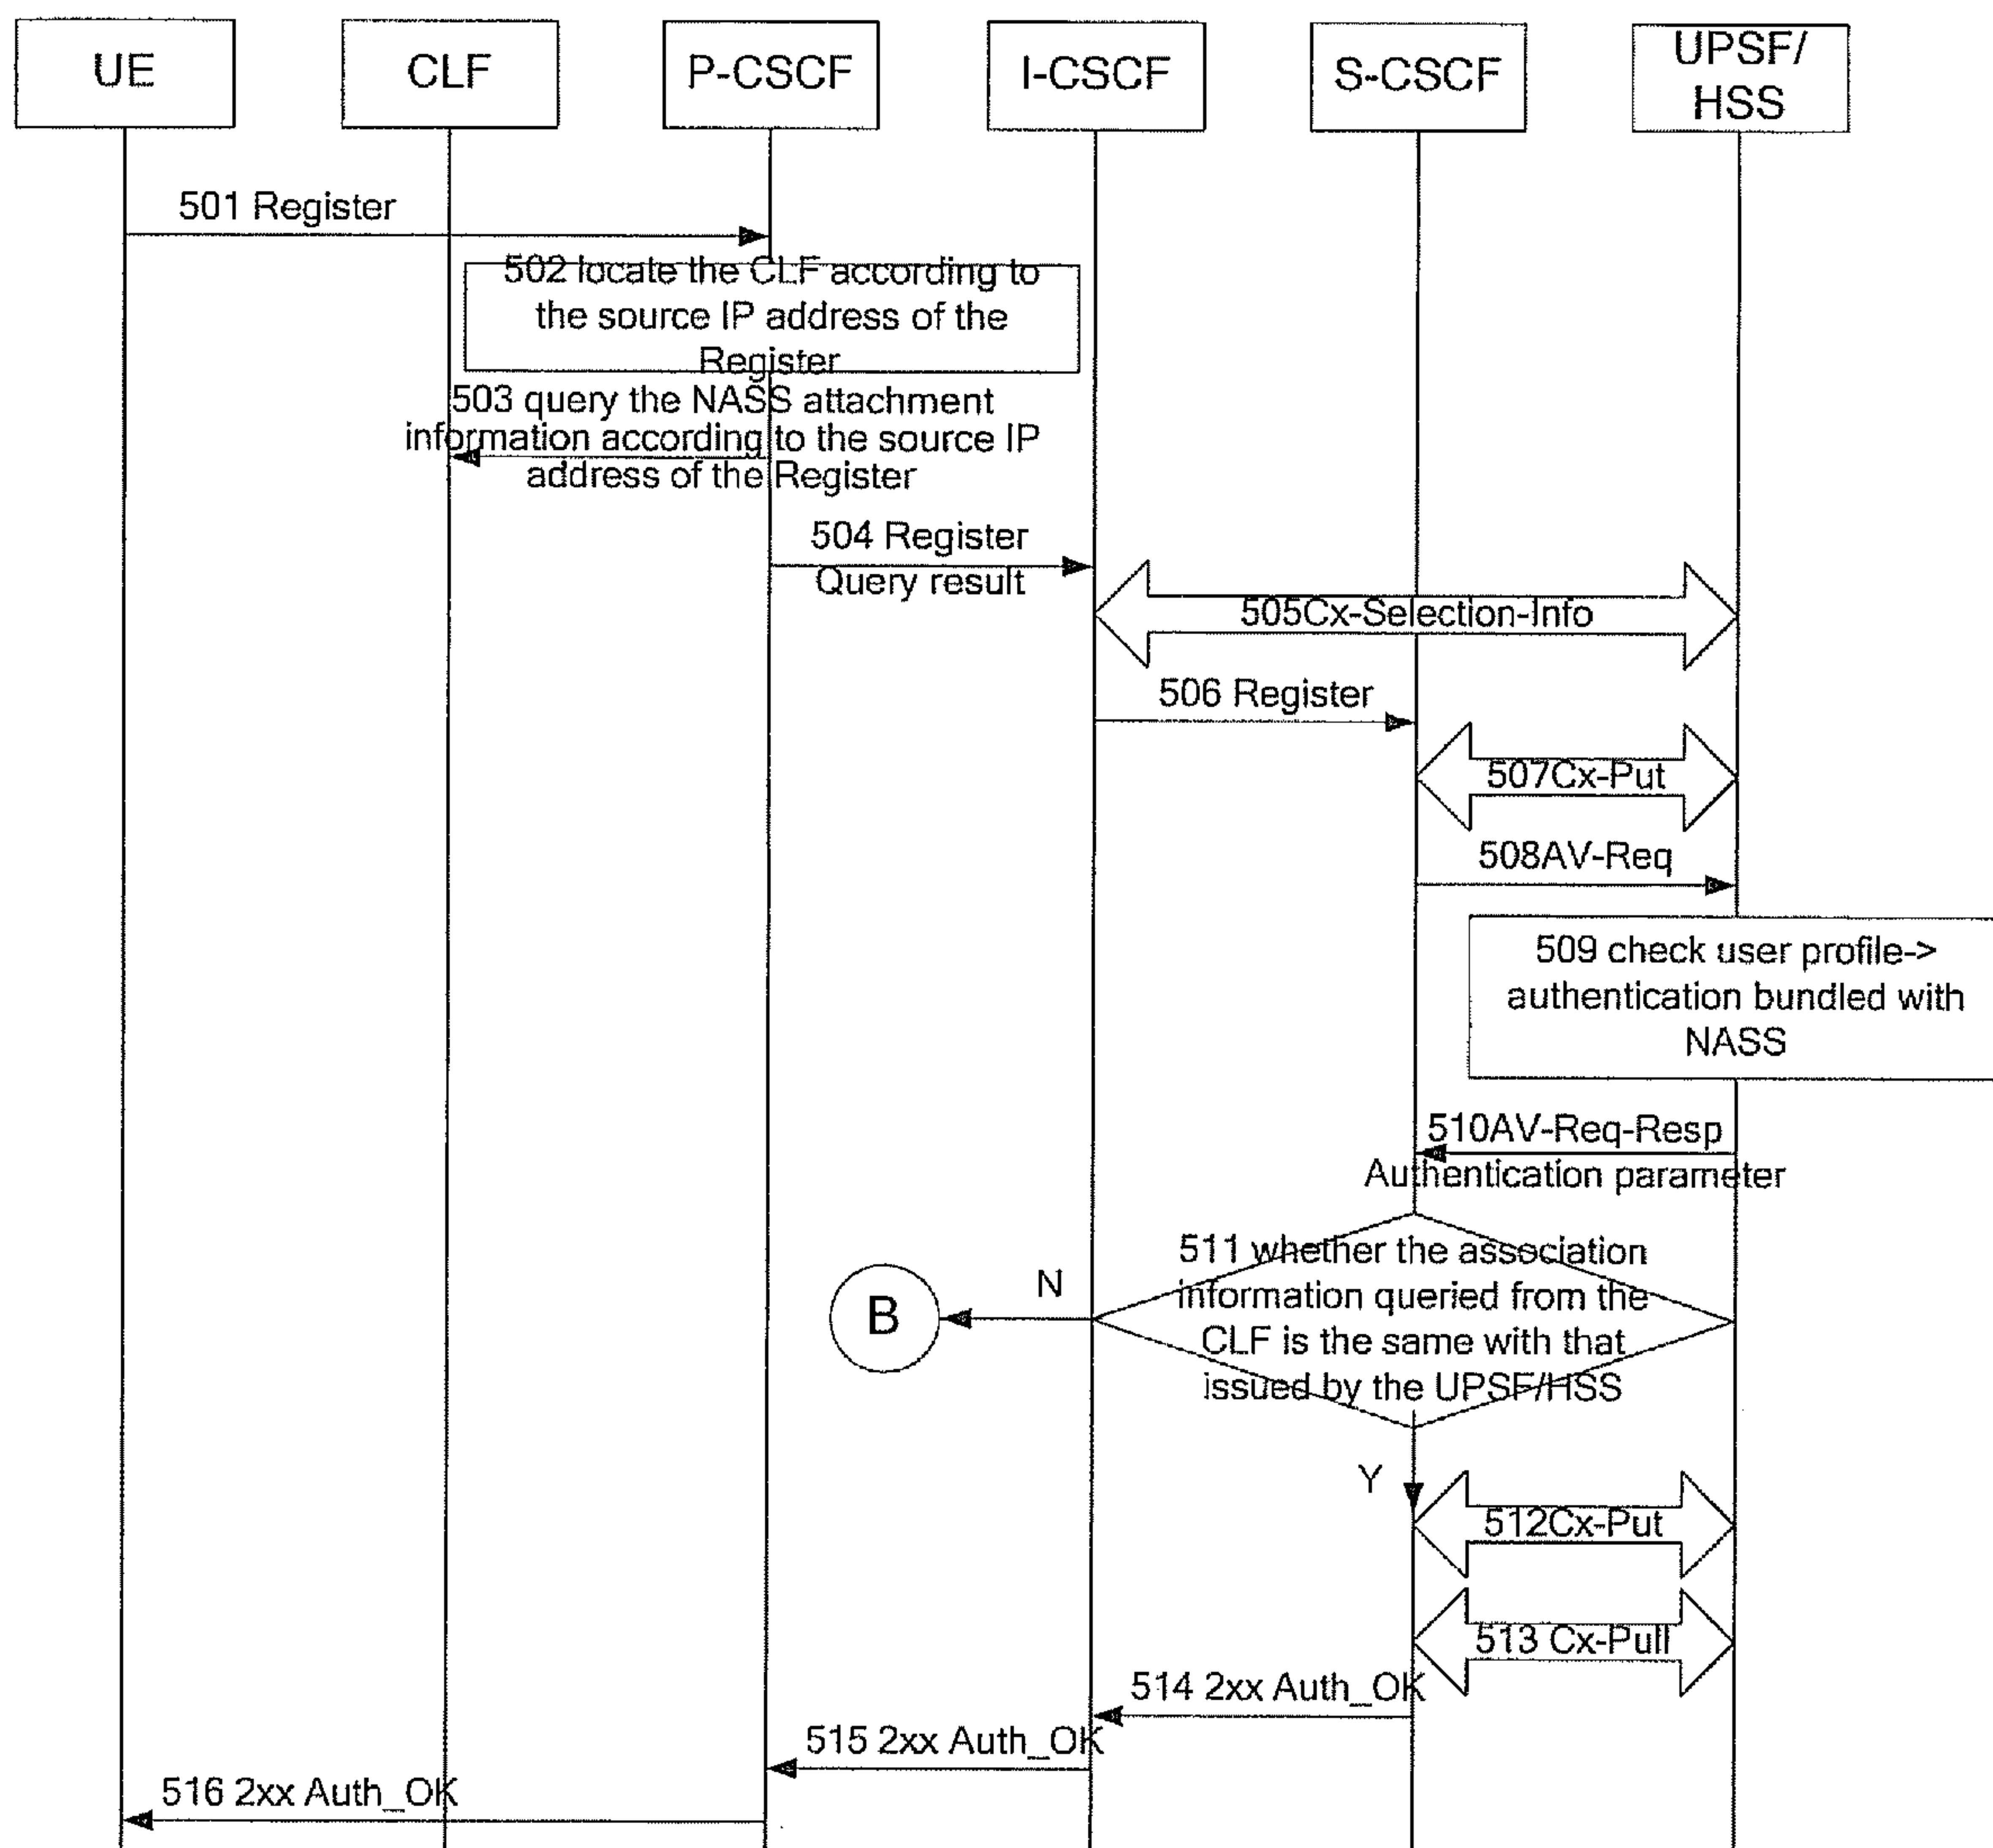 UE
CLF
P-CSCF
I-CSCF
S-CSCF
UPSF/
HSS
501 Register
502 locate the CLF according to
the source IP address of the
Register
503 query the NASS attachment
information according to the source IP
address of the Register
504 Register
Query result
505Cx-Selection-Info
506 Register
507Cx-Put
508AV-Req
509 check user profile->
authentication bundled with
NASS
510AV-Req-Resp
Authentication parameter
511 whether the association
information queried from the
CLF is the same with that
issued by the UPSF/HSS
N
B
Y
512Cx-Put
513 Cx-Pull
514 2xx Auth_OK
515 2xx Auth_OK
516 2xx Auth_OK